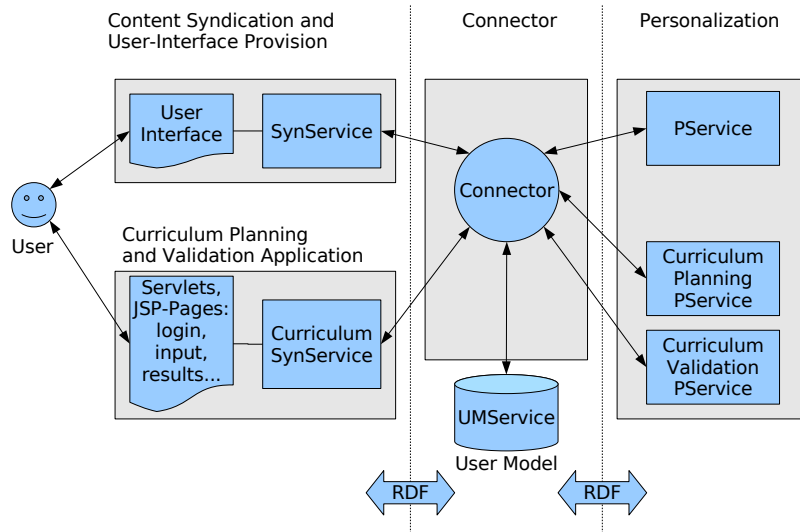 Content Syndication and
User-Interface Provision
Connector
Personalization
User
Interface
SynService
PService
Connector
User
Curriculum Planning
and Validation Application
Servlets,
JSP-Pages:
login,
input,
results...
Curriculum
SynService
Curriculum
Planning
PService
Curriculum
Validation
PService
UMService
User Model
RDF
RDF